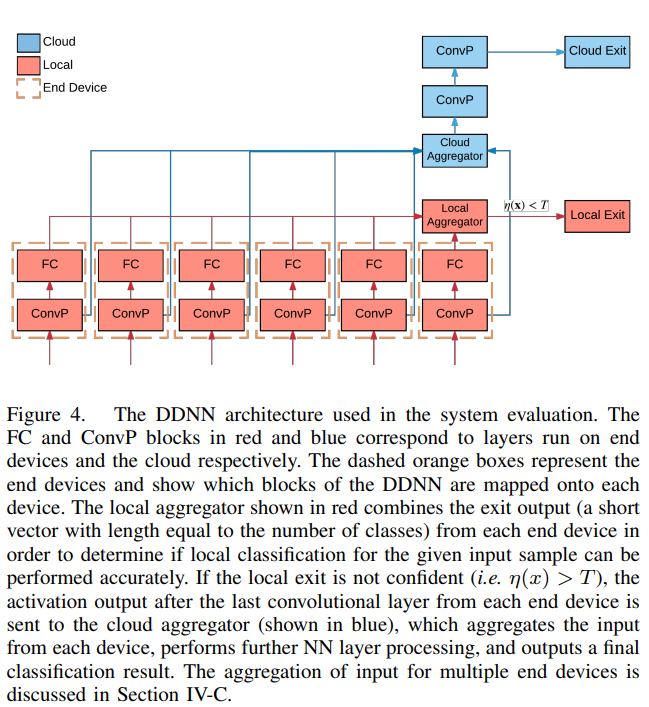 Cloud
Local
End Device
ConvP
Cloud Exit
ConvP
Cloud
Aggregator
Local
Aggregator
η(x) < T
Local Exit
FC
FC
FC
FC
FC
FC
ConvP
ConvP
ConvP
ConvP
ConvP
ConvP
Figure 4. The DDNN architecture used in the system evaluation. The
FC and ConvP blocks in red and blue correspond to layers run on end
devices and the cloud respectively. The dashed orange boxes represent the
end devices and show which blocks of the DDNN are mapped onto each
device. The local aggregator shown in red combines the exit output (a short
vector with length equal to the number of classes) from each end device in
order to determine if local classification for the given input sample can be
performed accurately. If the local exit is not confident (i.e. η(x) > T), the
activation output after the last convolutional layer from each end device is
sent to the cloud aggregator (shown in blue), which aggregates the input
from each device, performs further NN layer processing, and outputs a final
classification result. The aggregation of input for multiple end devices is
discussed in Section IV-C.